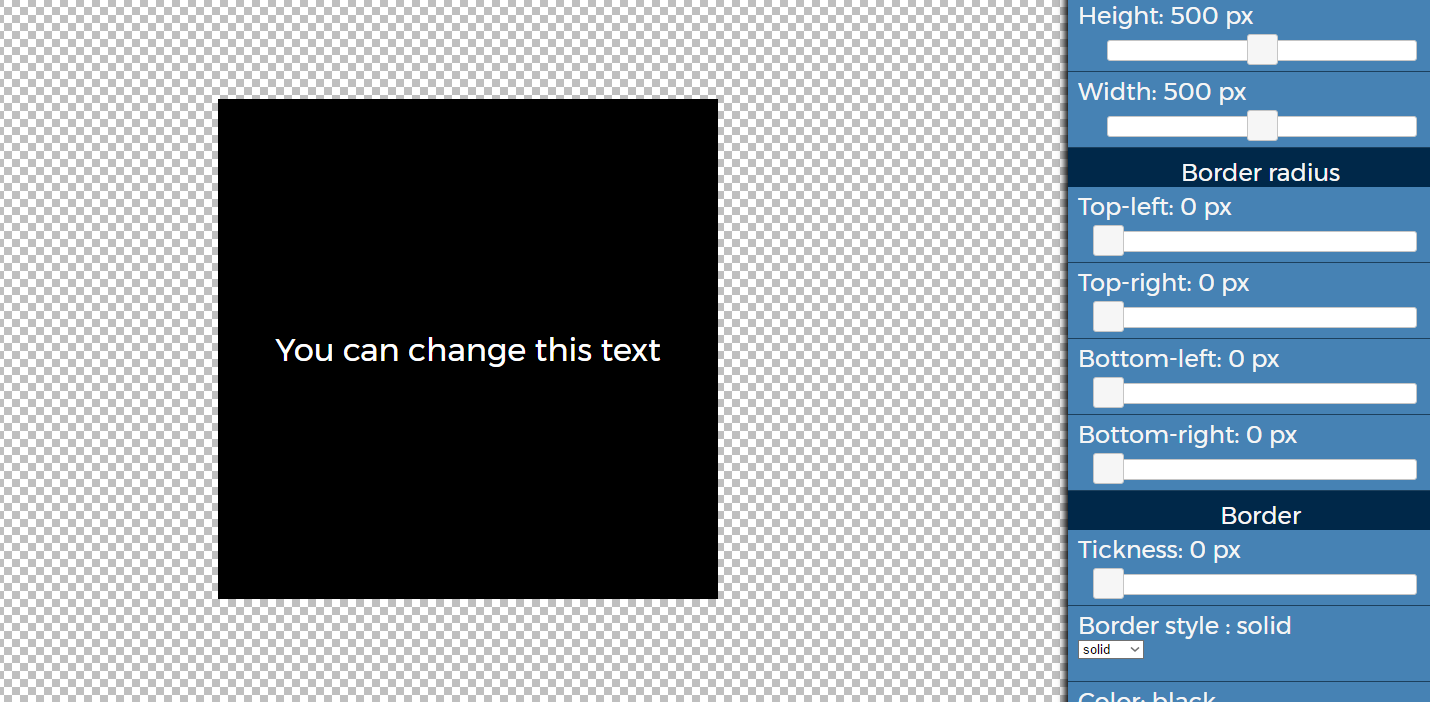 You can change this text
Height: 500 px
Width: 500 px
Border radius
Top-left: 0 px
Top-right: 0 px
Bottom-left: 0 px
Bottom-right: 0 px
Border
Tickness: 0 px
Border style : solid
solid
Color: black